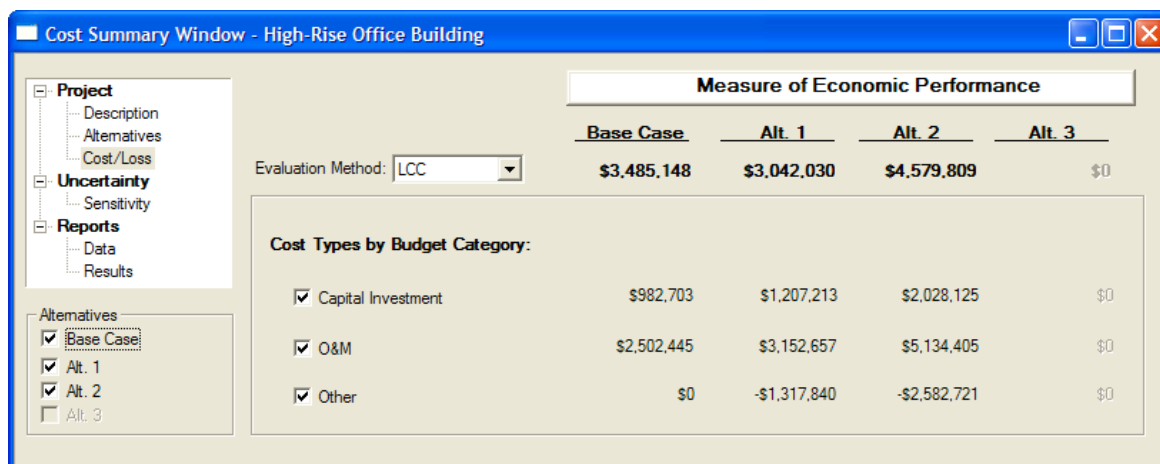 Cost Summary Window - High-Rise Office Building
Project
Description
Alternatives
Cost/Loss
Uncertainty
Sensitivity
Reports
Data
Results
Alternatives
Base Case
Alt. 1
Alt. 2
Alt. 3
Measure of Economic Performance
Base Case Alt. 1 Alt. 2 Alt. 3
Evaluation Method: LCC $3,485,148 $3,042,030 $4,579,809 $0
Cost Types by Budget Category:
Capital Investment $982,703 $1,207,213 $2,028,125 $0
O&M $2,502,445 $3,152,657 $5,134,405 $0
Other $0 -$1,317,840 -$2,582,721 $0